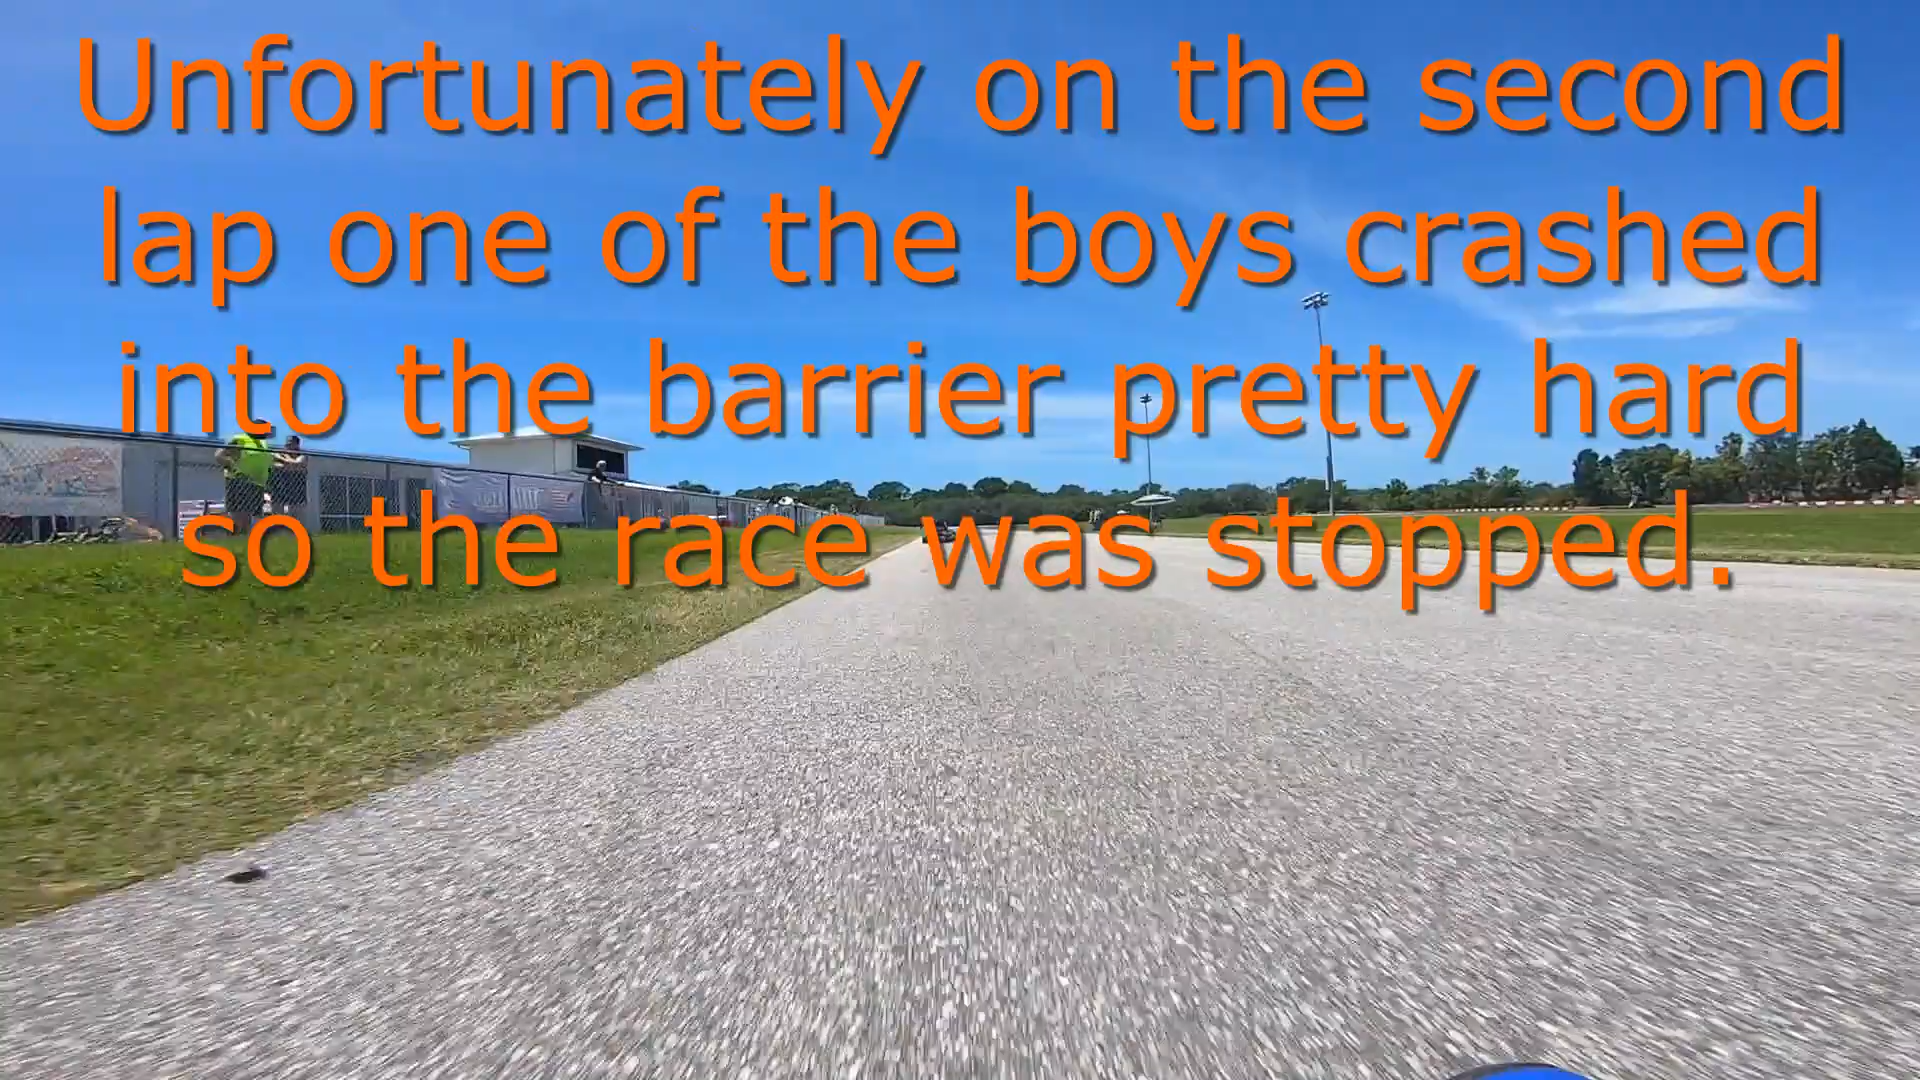 Unfortunately on the second
lap one of the boys crashed
into the barrier pretty hard
so the race was stopped.